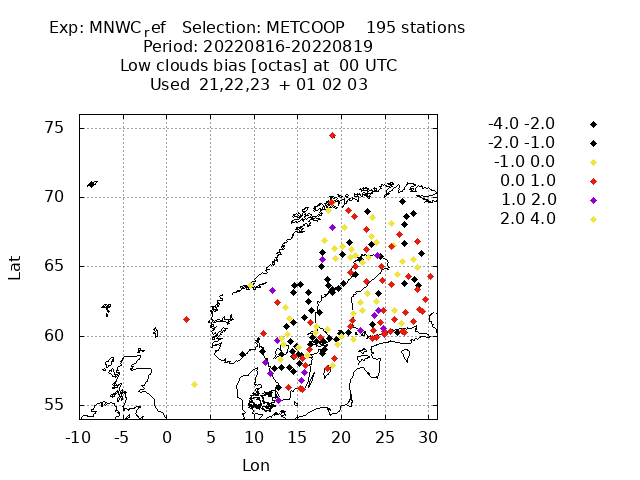 Exp: MNWC_ref   Selection: METCOOP    195 stations
Period: 20220816-20220819
Low clouds bias [octas] at  00 UTC
Used  21,22,23  + 01 02 03
75
70
65
60
55
Lat
-10 -5 0 5 10 15 20 25 30
Lon
-4.0 -2.0
-2.0 -1.0
-1.0 0.0
0.0 1.0
1.0 2.0
2.0 4.0